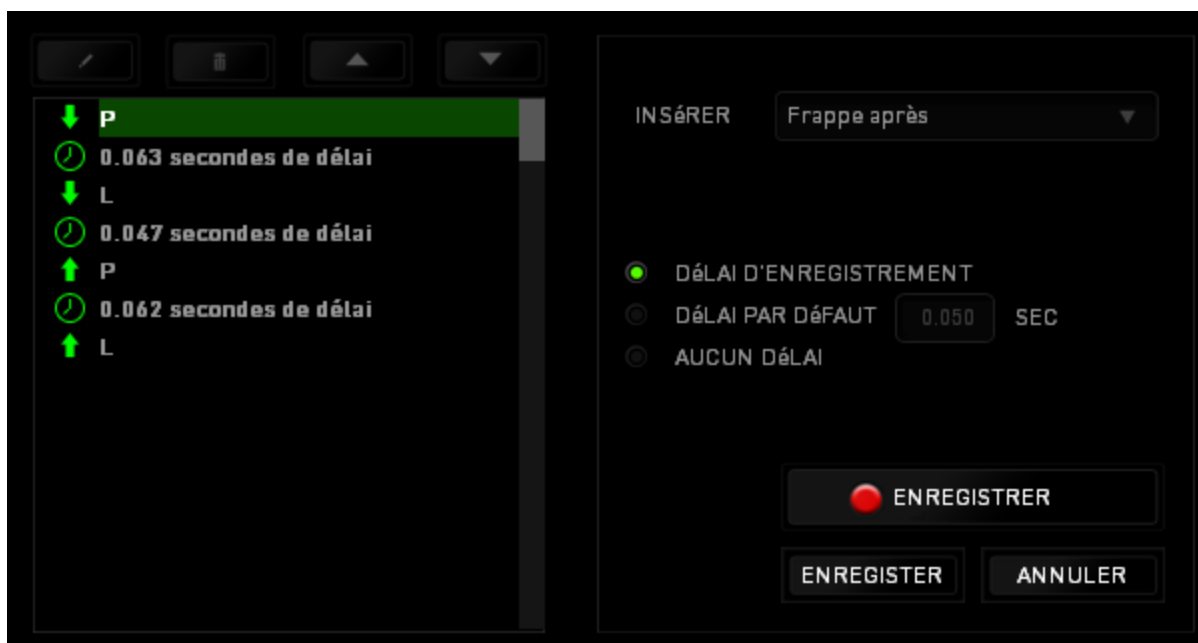 P
0.063 secondes de délai
L
0.047 secondes de délai
P
0.062 secondes de délai
L
INSéRER Frappe après
DéLAI D'ENREGISTREMENT
DéLAI PAR DéFAUT 0.050 SEC
AUCUN DéLAI
ENREGISTRER
ENREGISTER ANNULER